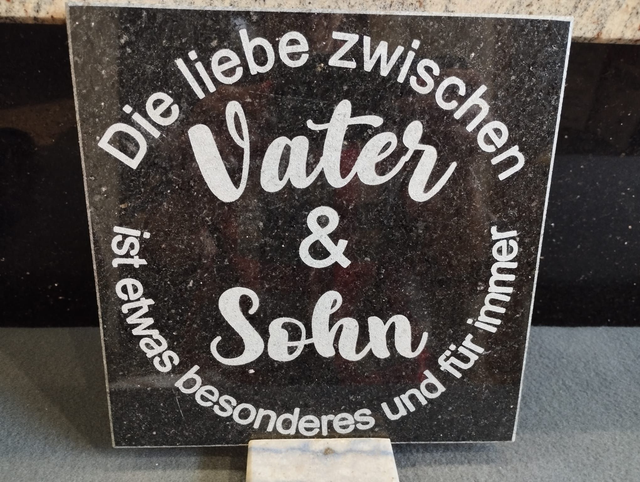 Die liebe zwischen
Vater
&
Sohn
ist etwas besonderes und für immer